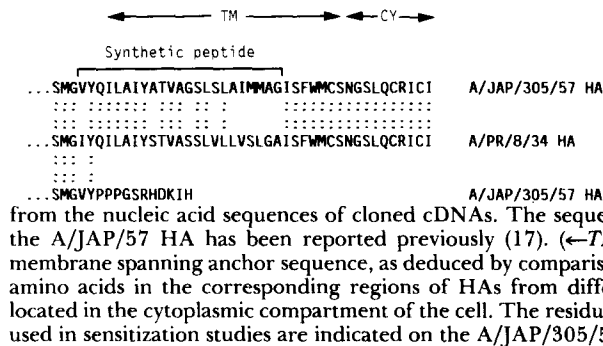 ←— TM —→←CY→
Synthetic peptide
...SMGVYQILAIYATVAGSLSLAIMMAGISFWMCSNGSLQCRICI A/JAP/305/57 HA
::: :::::::: ::: :: : : ::::::::::::::::
...SMGIYQILAIYSTVASSLVLLVSLGAISFWMCSNGSLQCRICI A/PR/8/34 HA
::: :
...SMGVYPPPGSRHDKIH A/JAP/305/57 HA
from the nucleic acid sequences of cloned cDNAs. The seque
the A/JAP/57 HA has been reported previously (17). (←T
membrane spanning anchor sequence, as deduced by comparis
amino acids in the corresponding regions of HAs from diffe
located in the cytoplasmic compartment of the cell. The residu
used in sensitization studies are indicated on the A/JAP/305/5